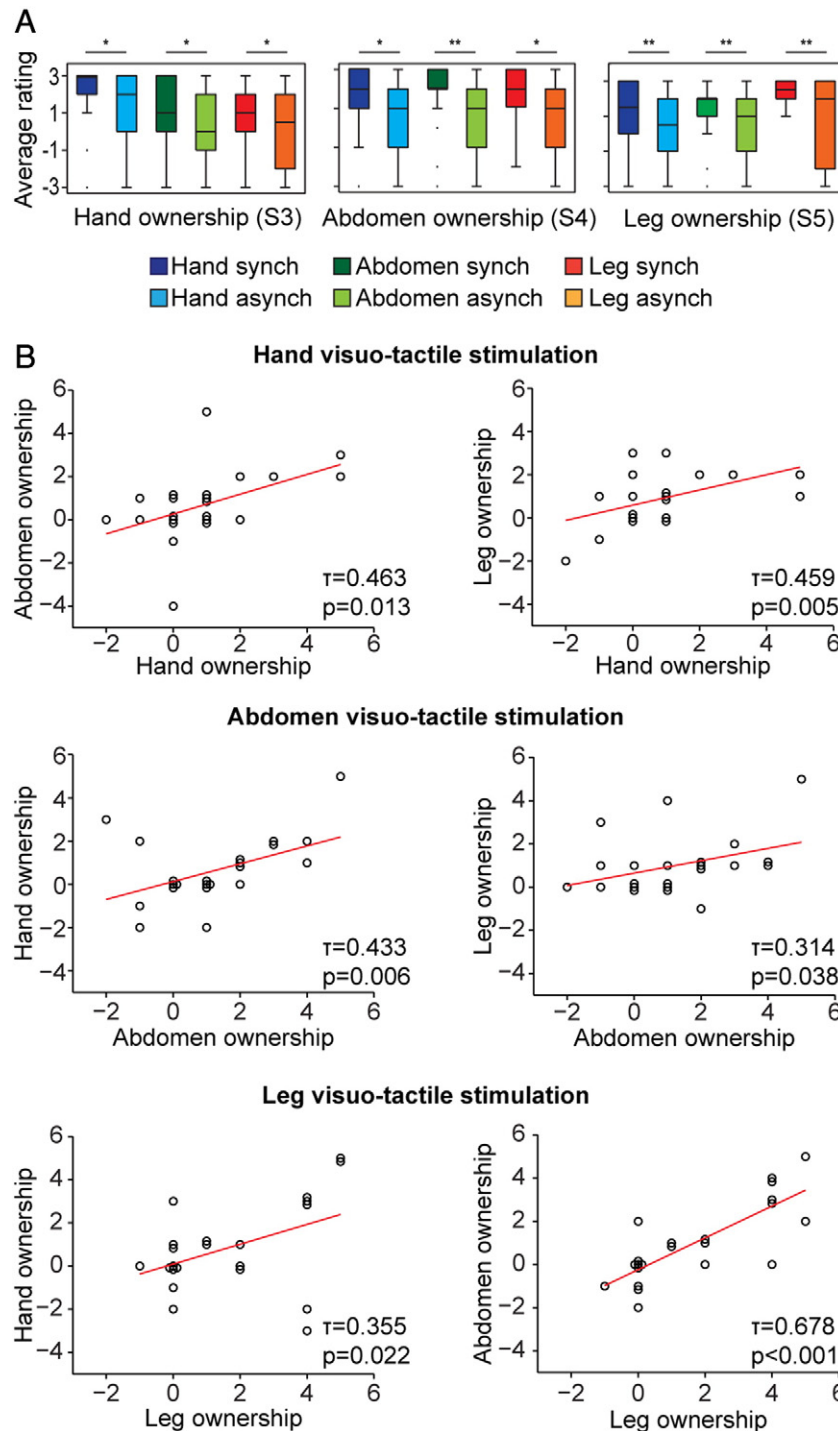 A
* * * * ** * ** ** **
Average rating
3
1
-1
-3
Hand ownership (S3) Abdomen ownership (S4) Leg ownership (S5)
Hand synch Abdomen synch Leg synch
Hand asynch Abdomen asynch Leg asynch
B
Hand visuo-tactile stimulation
Abdomen ownership
6
4
2
0
−2
−4
τ=0.463
p=0.013
−2 0 2 4 6
Hand ownership
Leg ownership
6
4
2
0
−2
−4
τ=0.459
p=0.005
−2 0 2 4 6
Hand ownership
Abdomen visuo-tactile stimulation
Hand ownership
6
4
2
0
−2
−4
τ=0.433
p=0.006
−2 0 2 4 6
Abdomen ownership
Leg ownership
6
4
2
0
−2
−4
τ=0.314
p=0.038
−2 0 2 4 6
Abdomen ownership
Leg visuo-tactile stimulation
Hand ownership
6
4
2
0
−2
−4
τ=0.355
p=0.022
−2 0 2 4 6
Leg ownership
Abdomen ownership
6
4
2
0
−2
−4
τ=0.678
p<0.001
−2 0 2 4 6
Leg ownership